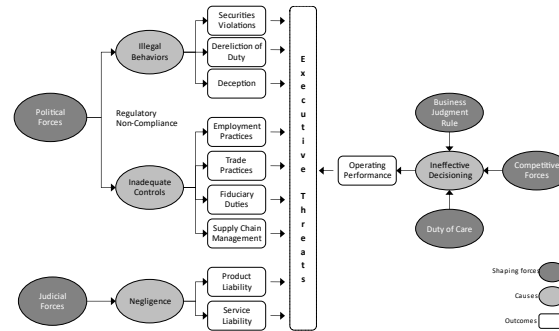 Securities
Violations
Illegal
Behaviors
Dereliction of
Duty
Deception
Political
Forces
Regulatory
Non-Compliance
Employment
Practices
Trade
Practices
Inadequate
Controls
Fiduciary
Duties
Supply Chain
Management
Judicial
Forces
Negligence
Product
Liability
Service
Liability
E
x
e
c
u
t
i
v
e
T
h
r
e
a
t
s
Operating
Performance
Business
Judgment
Rule
Ineffective
Decisioning
Competitive
Forces
Duty of Care
Shaping forces
Causes
Outcomes